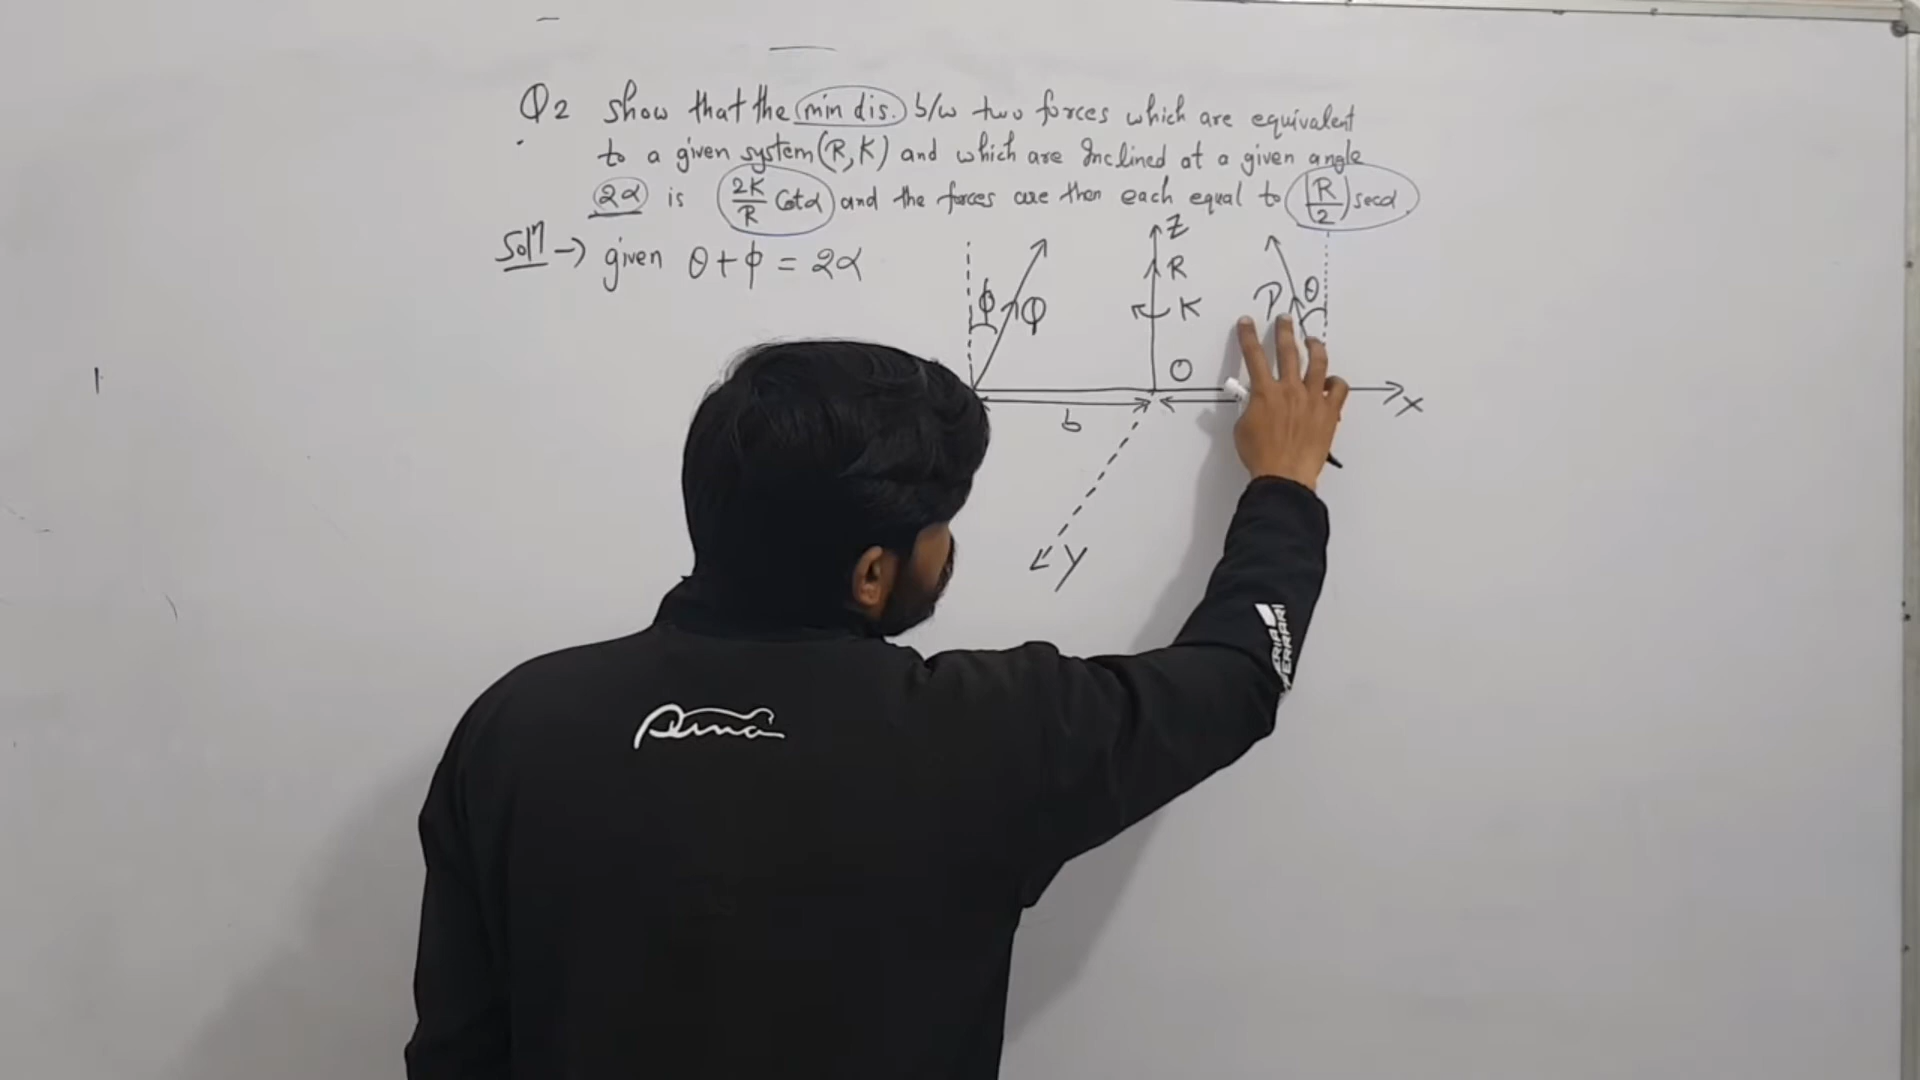 Q2 show that the min dis. b/w two forces which are equivalent
to a given system (R, K) and which are Inclined at a given angle
2α is 2K/R Cotα and the forces are then each equal to (R/2) secα.
Solⁿ → given θ + ϕ = 2α
Z
R
K
ϕ
Q
P
θ
O
X
b
Y